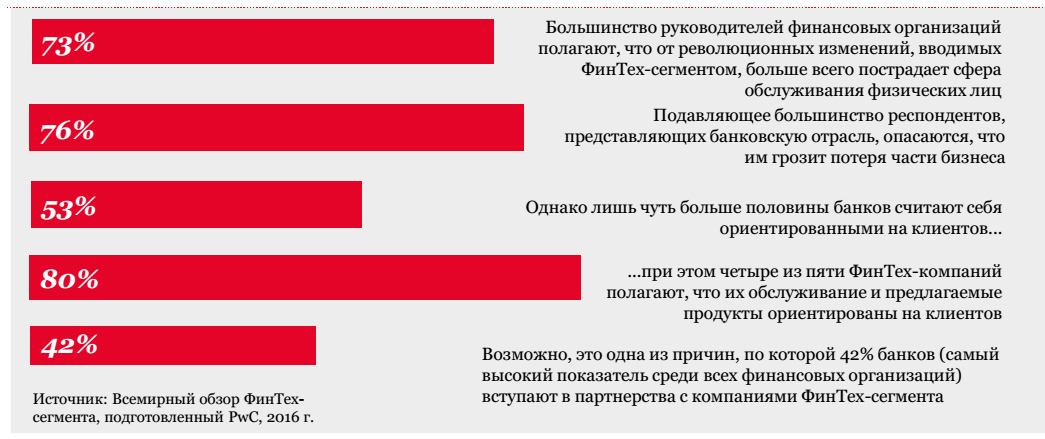 73%
Большинство руководителей финансовых организаций
полагают, что от революционных изменений, вводимых
ФинТех-сегментом, больше всего пострадает сфера
обслуживания физических лиц
76%
Подавляющее большинство респондентов,
представляющих банковскую отрасль, опасаются, что
им грозит потеря части бизнеса
53%
Однако лишь чуть больше половины банков считают себя
ориентированными на клиентов...
80%
...при этом четыре из пяти ФинТех-компаний
полагают, что их обслуживание и предлагаемые
продукты ориентированы на клиентов
42%
Возможно, это одна из причин, по которой 42% банков (самый
высокий показатель среди всех финансовых организаций)
вступают в партнерства с компаниями ФинТех-сегмента
Источник: Всемирный обзор ФинТех-
сегмента, подготовленный PwC, 2016 г.